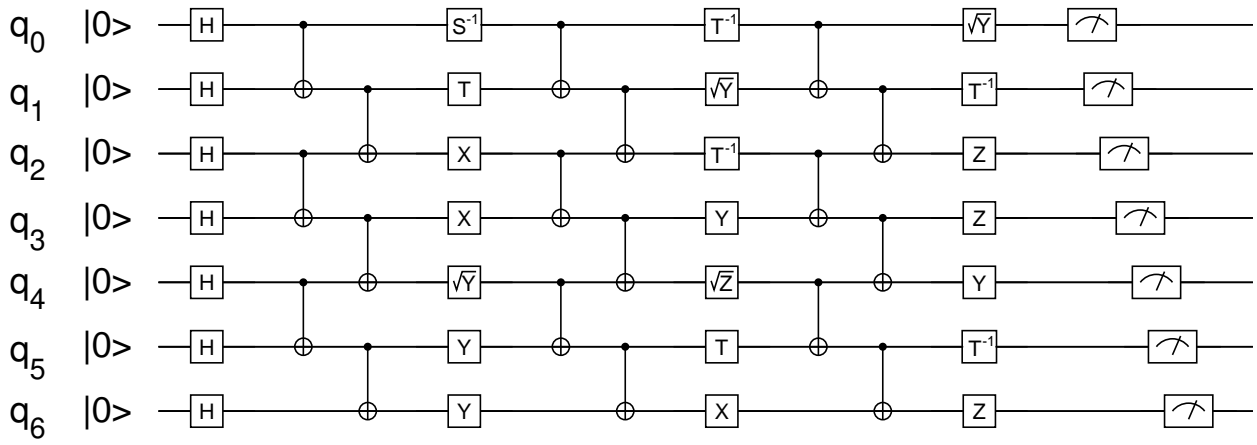 q0 |0> H S-1 T-1 √Y
q1 |0> H T √Y T-1
q2 |0> H X T-1 Z
q3 |0> H X Y Z
q4 |0> H √Y √Z Y
q5 |0> H Y T T-1
q6 |0> H Y X Z